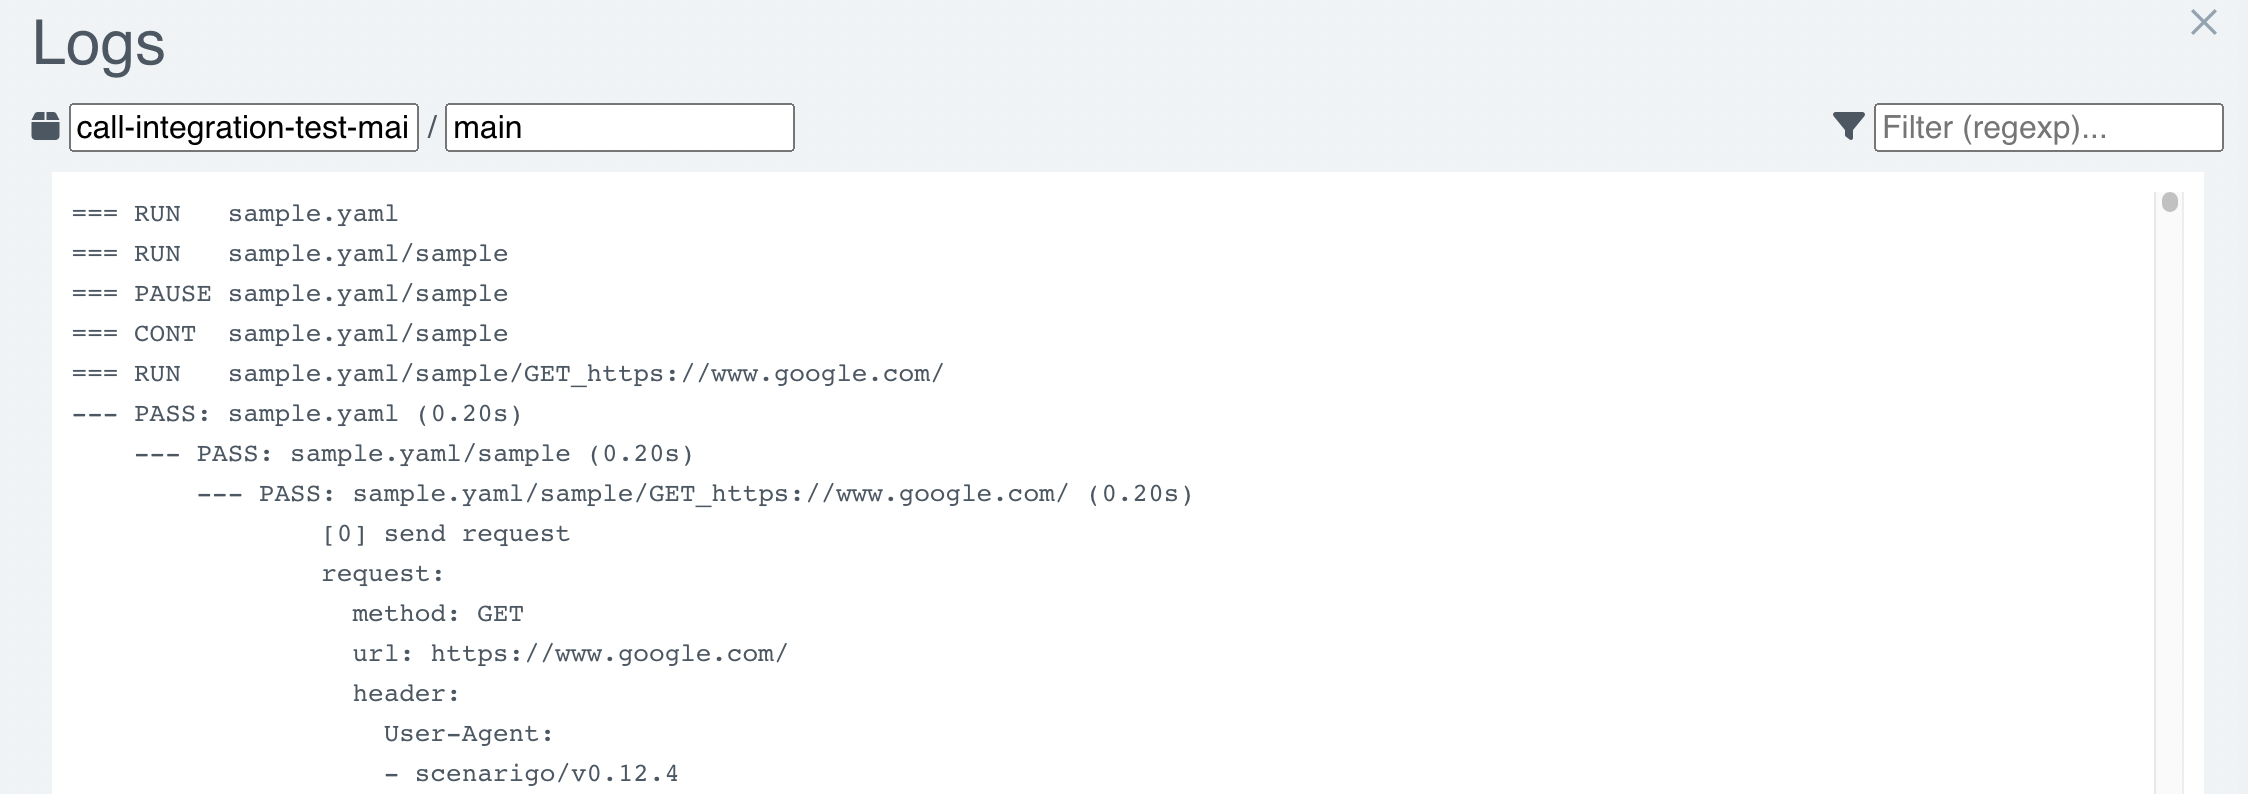 Logs
call-integration-test-mai / main Filter (regexp)...
=== RUN   sample.yaml
=== RUN   sample.yaml/sample
=== PAUSE sample.yaml/sample
=== CONT  sample.yaml/sample
=== RUN   sample.yaml/sample/GET_https://www.google.com/
--- PASS: sample.yaml (0.20s)
    --- PASS: sample.yaml/sample (0.20s)
        --- PASS: sample.yaml/sample/GET_https://www.google.com/ (0.20s)
                [0] send request
                request:
                  method: GET
                  url: https://www.google.com/
                  header:
                    User-Agent:
                    - scenarigo/v0.12.4